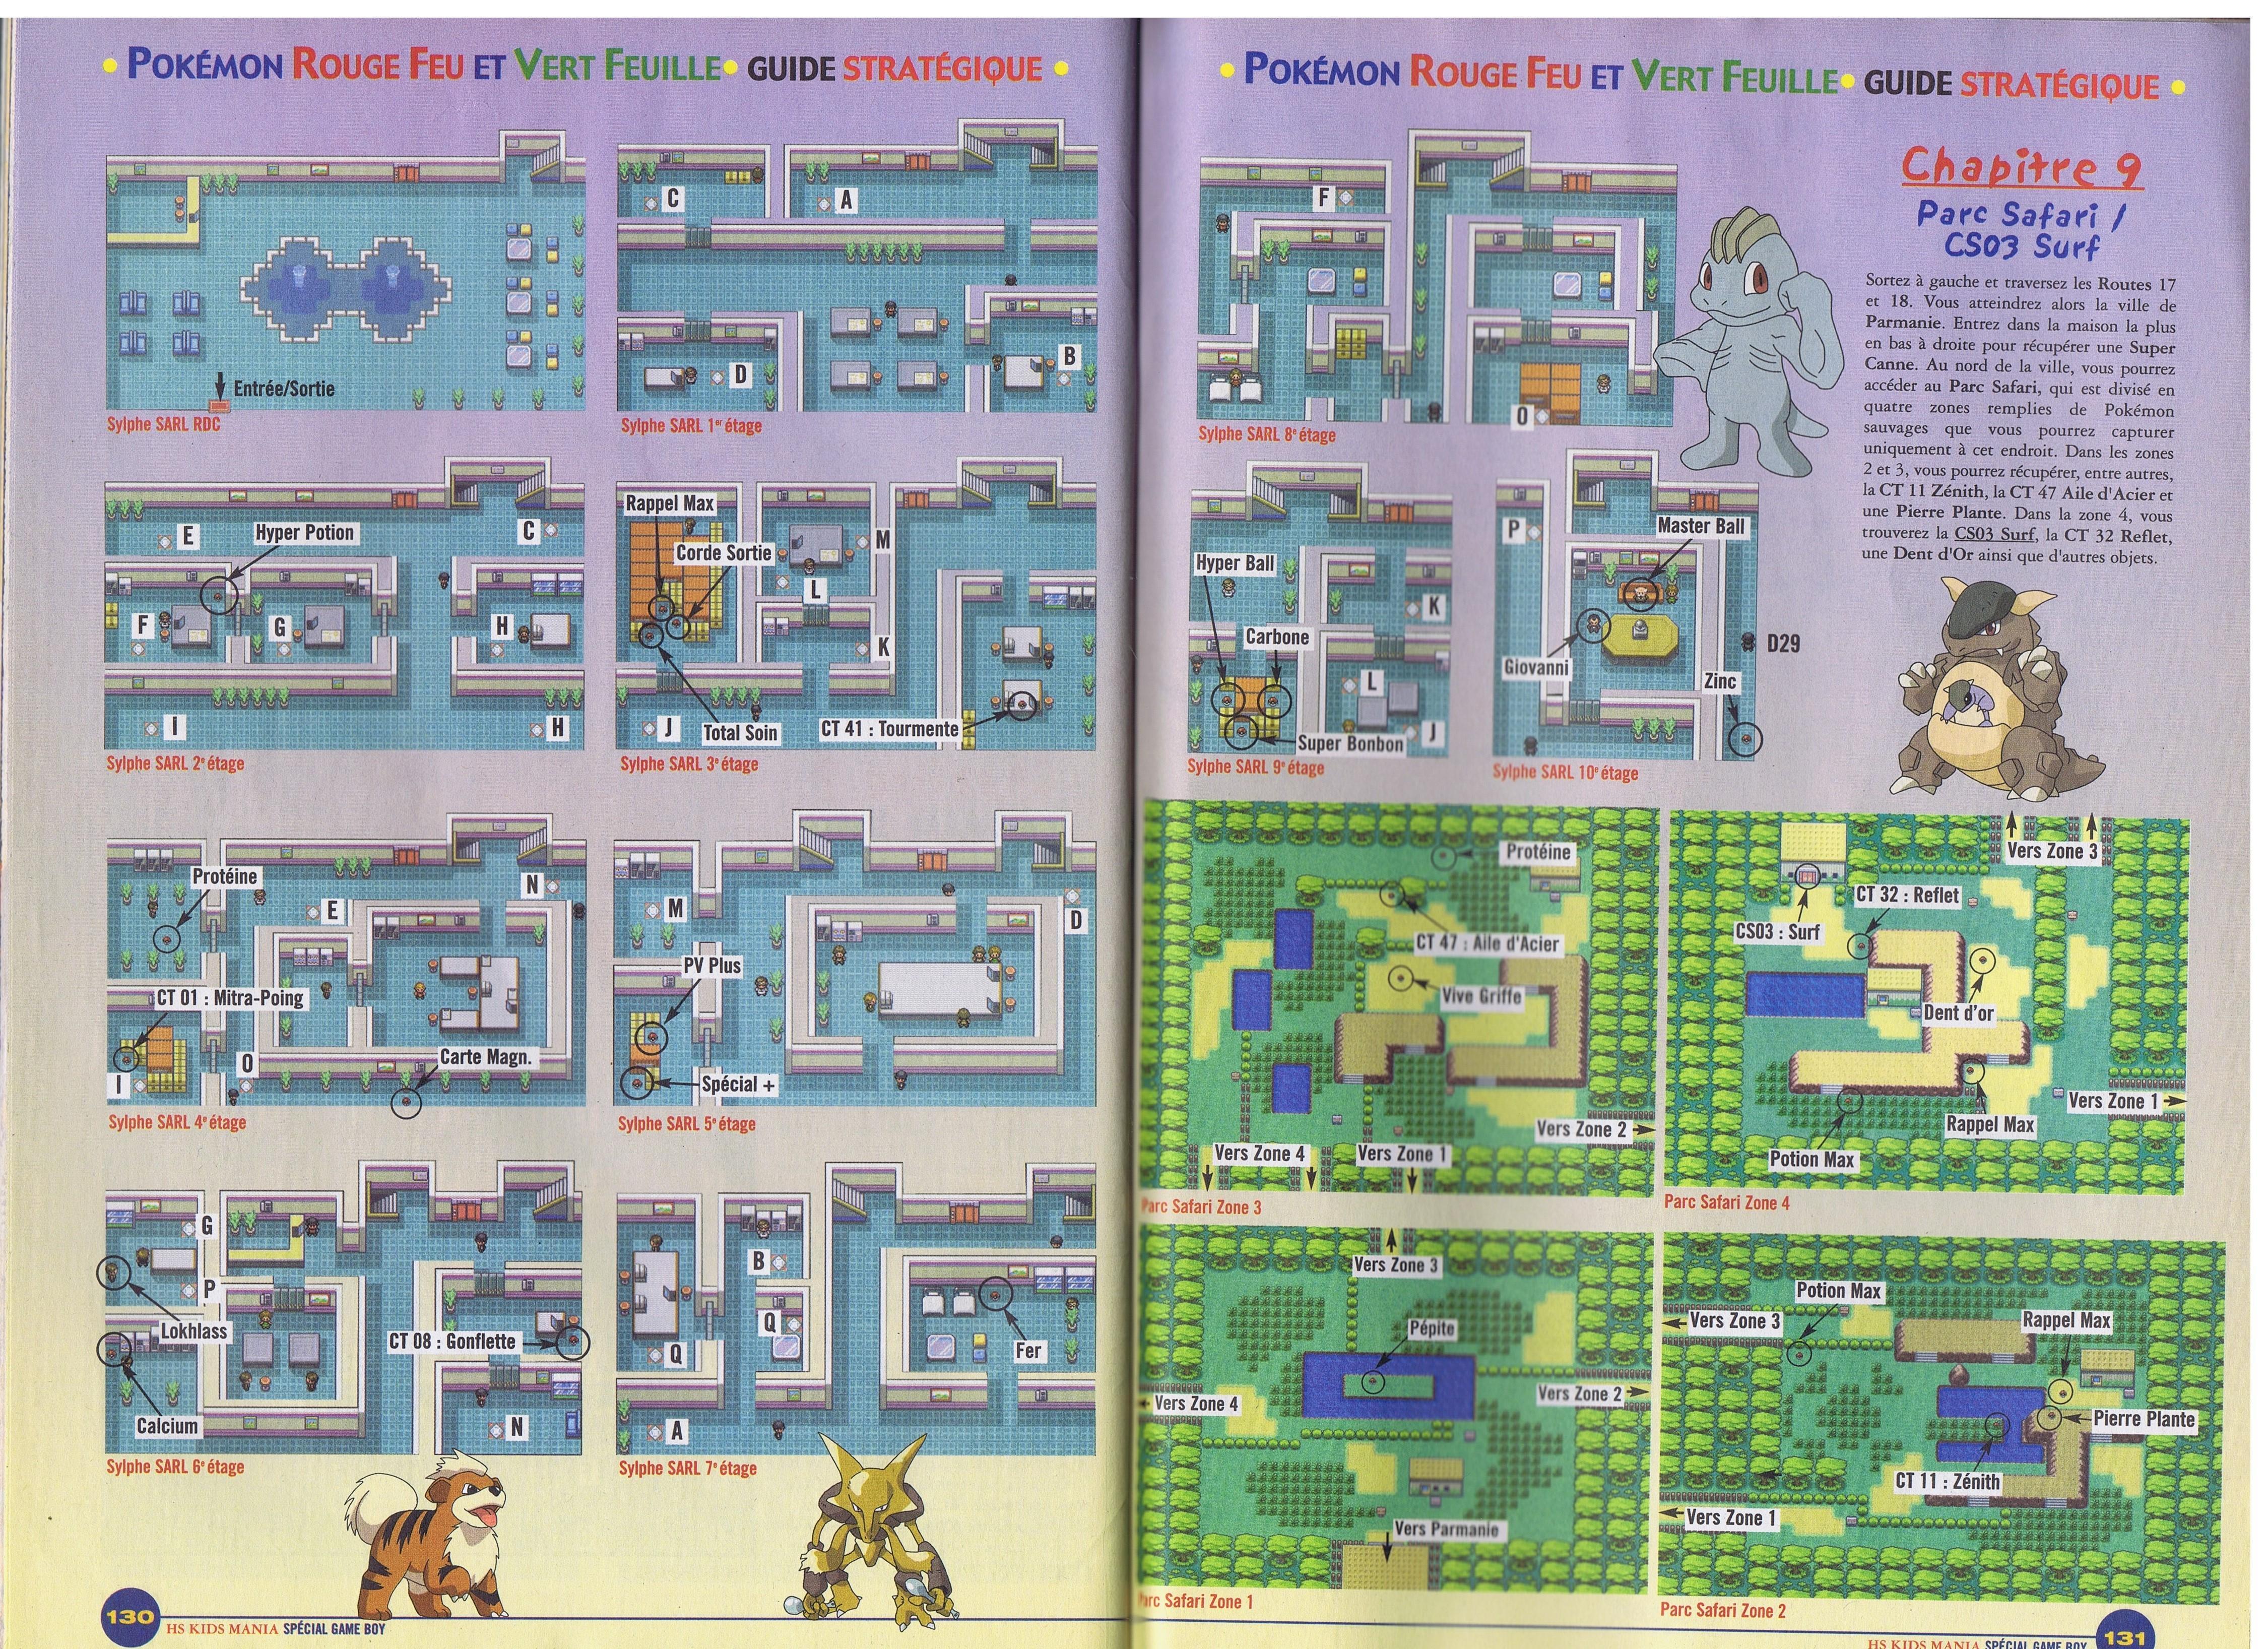 • POKÉMON ROUGE FEU ET VERT FEUILLE • GUIDE STRATÉGIQUE •
Entrée/Sortie
Sylphe SARL RDC
C
A
D
B
Sylphe SARL 1er étage
E
Hyper Potion
C
F
G
H
I
H
Sylphe SARL 2e étage
Rappel Max
Corde Sortie
M
L
K
J
Total Soin
CT 41 : Tourmente
Sylphe SARL 3e étage
Protéine
N
E
CT 01 : Mitra-Poing
O
Carte Magn.
I
Sylphe SARL 4e étage
M
D
PV Plus
Spécial +
Sylphe SARL 5e étage
G
P
Lokhlass
CT 08 : Gonflette
Calcium
N
Sylphe SARL 6e étage
B
Q
Q
Fer
A
Sylphe SARL 7e étage
130
HS KIDS MANIA SPÉCIAL GAME BOY
• POKÉMON ROUGE FEU ET VERT FEUILLE • GUIDE STRATÉGIQUE •
F
O
Sylphe SARL 8e étage
Hyper Ball
K
Carbone
L
J
Super Bonbon
Sylphe SARL 9e étage
P
Master Ball
Giovanni
D29
Zinc
Sylphe SARL 10e étage
Chapitre 9
Parc Safari /
CS03 Surf
Sortez à gauche et traversez les Routes 17
et 18. Vous atteindrez alors la ville de
Parmanie. Entrez dans la maison la plus
en bas à droite pour récupérer une Super
Canne. Au nord de la ville, vous pourrez
accéder au Parc Safari, qui est divisé en
quatre zones remplies de Pokémon
sauvages que vous pourrez capturer
uniquement à cet endroit. Dans les zones
2 et 3, vous pourrez récupérer, entre autres,
la CT 11 Zénith, la CT 47 Aile d'Acier et
une Pierre Plante. Dans la zone 4, vous
trouverez la CS03 Surf, la CT 32 Reflet,
une Dent d'Or ainsi que d'autres objets.
Protéine
CT 47 : Aile d'Acier
Vive Griffe
Vers Zone 2
Vers Zone 4
Vers Zone 1
Parc Safari Zone 3
Vers Zone 3
CT 32 : Reflet
CS03 : Surf
Dent d'or
Vers Zone 1
Rappel Max
Potion Max
Parc Safari Zone 4
Vers Zone 3
Pépite
Vers Zone 2
Vers Zone 4
Vers Parmanie
Parc Safari Zone 1
Potion Max
Vers Zone 3
Rappel Max
Pierre Plante
CT 11 : Zénith
Vers Zone 1
Parc Safari Zone 2
HS KIDS MANIA SPÉCIAL GAME BOY
131